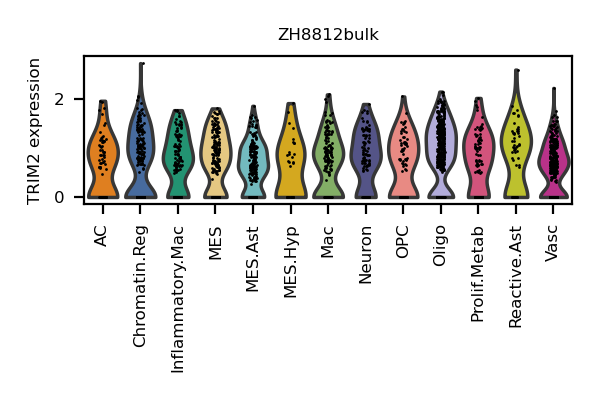 ZH8812bulk
TRIM2 expression
2
0
AC
Chromatin.Reg
Inflammatory.Mac
MES
MES.Ast
MES.Hyp
Mac
Neuron
OPC
Oligo
Prolif.Metab
Reactive.Ast
Vasc